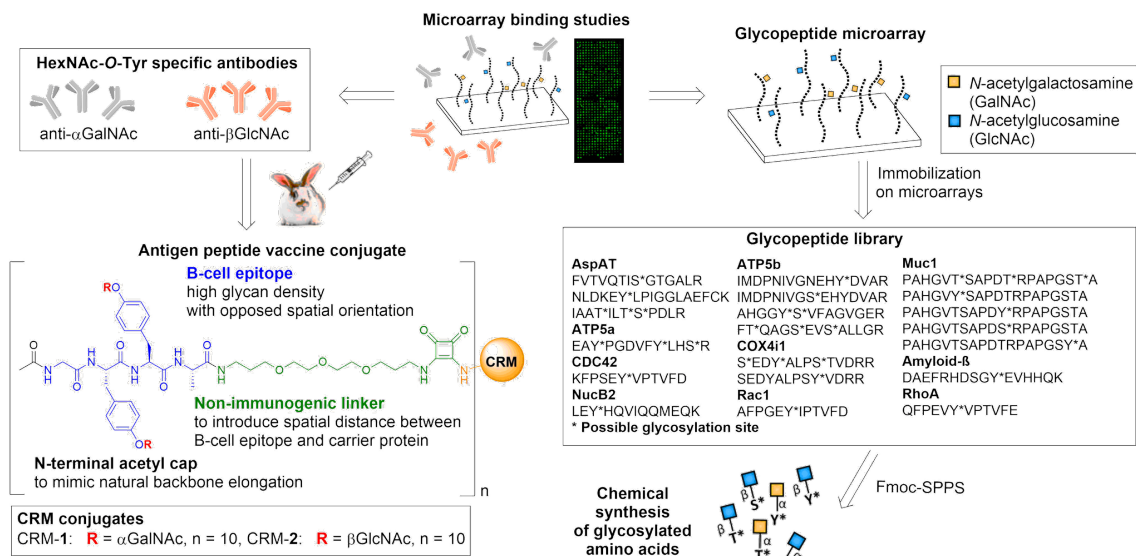 Microarray binding studies
HexNAc-O-Tyr specific antibodies
anti-αGalNAc
anti-βGlcNAc
Glycopeptide microarray
N-acetylgalactosamine
(GalNAc)
N-acetylglucosamine
(GlcNAc)
Immobilization
on microarrays
Antigen peptide vaccine conjugate
B-cell epitope
high glycan density
with opposed spatial orientation
RO
O
O
O
O
O
O
O
O
O
N
H
H
N
N
H
H
N
H
N
N
H
N
H
CRM
OR
Non-immunogenic linker
to introduce spatial distance between
B-cell epitope and carrier protein
N-terminal acetyl cap
to mimic natural backbone elongation
n
CRM conjugates
CRM-1: R = αGalNAc, n = 10, CRM-2: R = βGlcNAc, n = 10
Glycopeptide library
AspAT
FVTVQTIS*GTGALR
NLDKEY*LPIGGLAEFCK
IAAT*ILT*S*PDLR
ATP5a
EAY*PGDVFY*LHS*R
CDC42
KFPSEY*VPTVFD
NucB2
LEY*HQVIQQMEQK
* Possible glycosylation site
ATP5b
IMDPNIVGNEHY*DVAR
IMDPNIVGS*EHYDVAR
AHGGY*S*VFAGVGER
FT*QAGS*EVS*ALLGR
COX4i1
S*EDY*ALPS*TVDRR
SEDYALPSY*VDRR
Rac1
AFPGEY*IPTVFD
Muc1
PAHGVT*SAPDT*RPAPGST*A
PAHGVY*SAPDTRPAPGSTA
PAHGVTSAPDY*RPAPGSTA
PAHGVTSAPDS*RPAPGSTA
PAHGVTSAPDTRPAPGSY*A
Amyloid-ß
DAEFRHDSGY*EVHHQK
RhoA
QFPEVY*VPTVFE
Fmoc-SPPS
Chemical
synthesis
of glycosylated
amino acids
β
S*
α
Y*
β
Y*
β
T*
α
T*